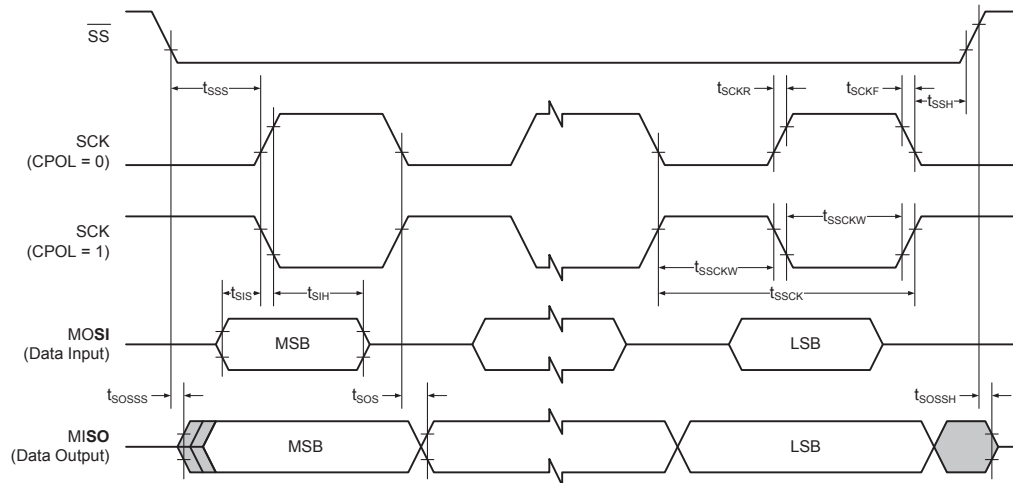 SS
tSSS
tSCKR
tSCKF
tSSH
SCK
(CPOL = 0)
SCK
(CPOL = 1)
tSSCKW
tSSCKW
tSIS
tSIH
tSSCK
MOSI
(Data Input)
MSB
LSB
tSOSSS
tSOS
tSOSSH
MISO
(Data Output)
MSB
LSB